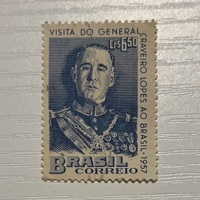 VISITA DO GENERAL
CRAVEIRO LOPES AO BRASIL-1957
Cr$6,50
BRASIL
CORREIO